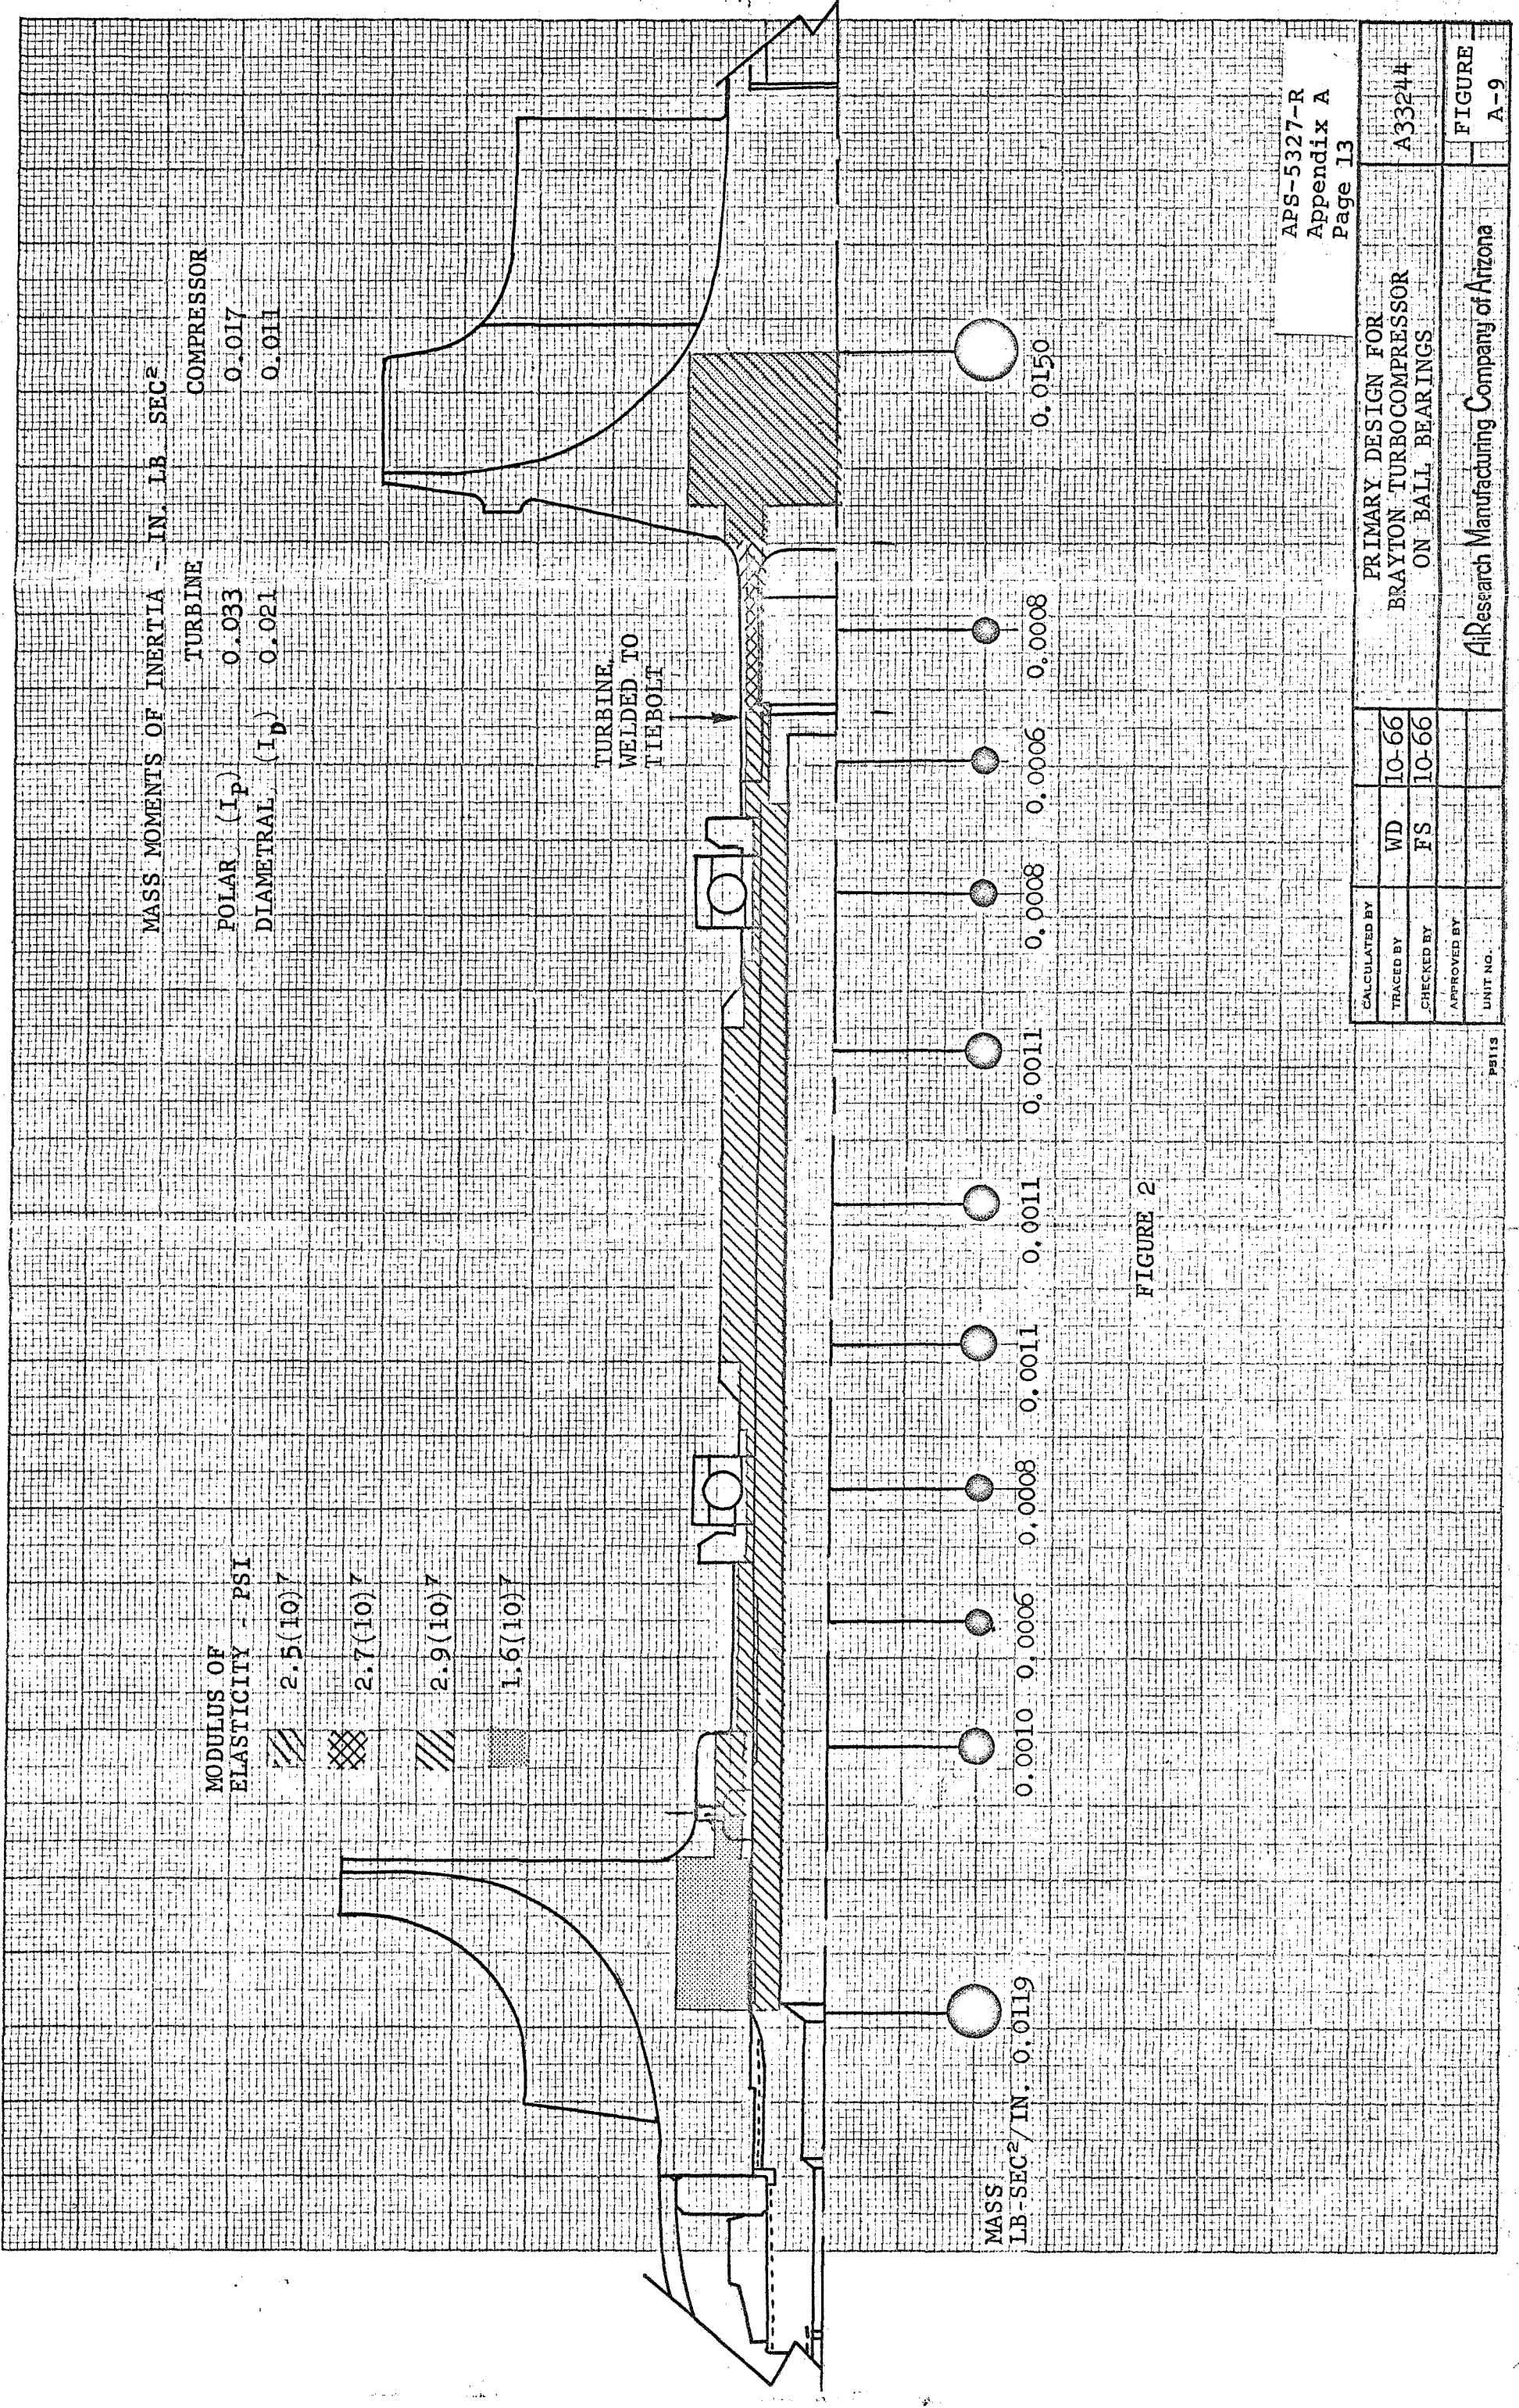 MASS MOMENTS OF INERTIA - IN. LB SEC²
TURBINE COMPRESSOR
POLAR (Ip) 0.033 0.017
DIAMETRAL (ID) 0.021 0.011
MODULUS OF
ELASTICITY - PSI
2.5(10)⁷
2.7(10)⁷
2.9(10)⁷
1.6(10)⁷
TURBINE
WELDED TO
TIEBOLT
MASS
LB-SEC²/IN. 0.0119 0.0010 0.0006 0.0008 0.0011 0.0011 0.0011 0.0008 0.0006 0.0008 0.0150
FIGURE 2
APS-5327-R
Appendix A
Page 13
CALCULATED BY
TRACED BY WD 10-66
CHECKED BY FS 10-66
APPROVED BY
UNIT NO.
PRIMARY DESIGN FOR
BRAYTON TURBOCOMPRESSOR
ON BALL BEARINGS
A33244
AiResearch Manufacturing Company of Arizona
FIGURE
A-9
P5113